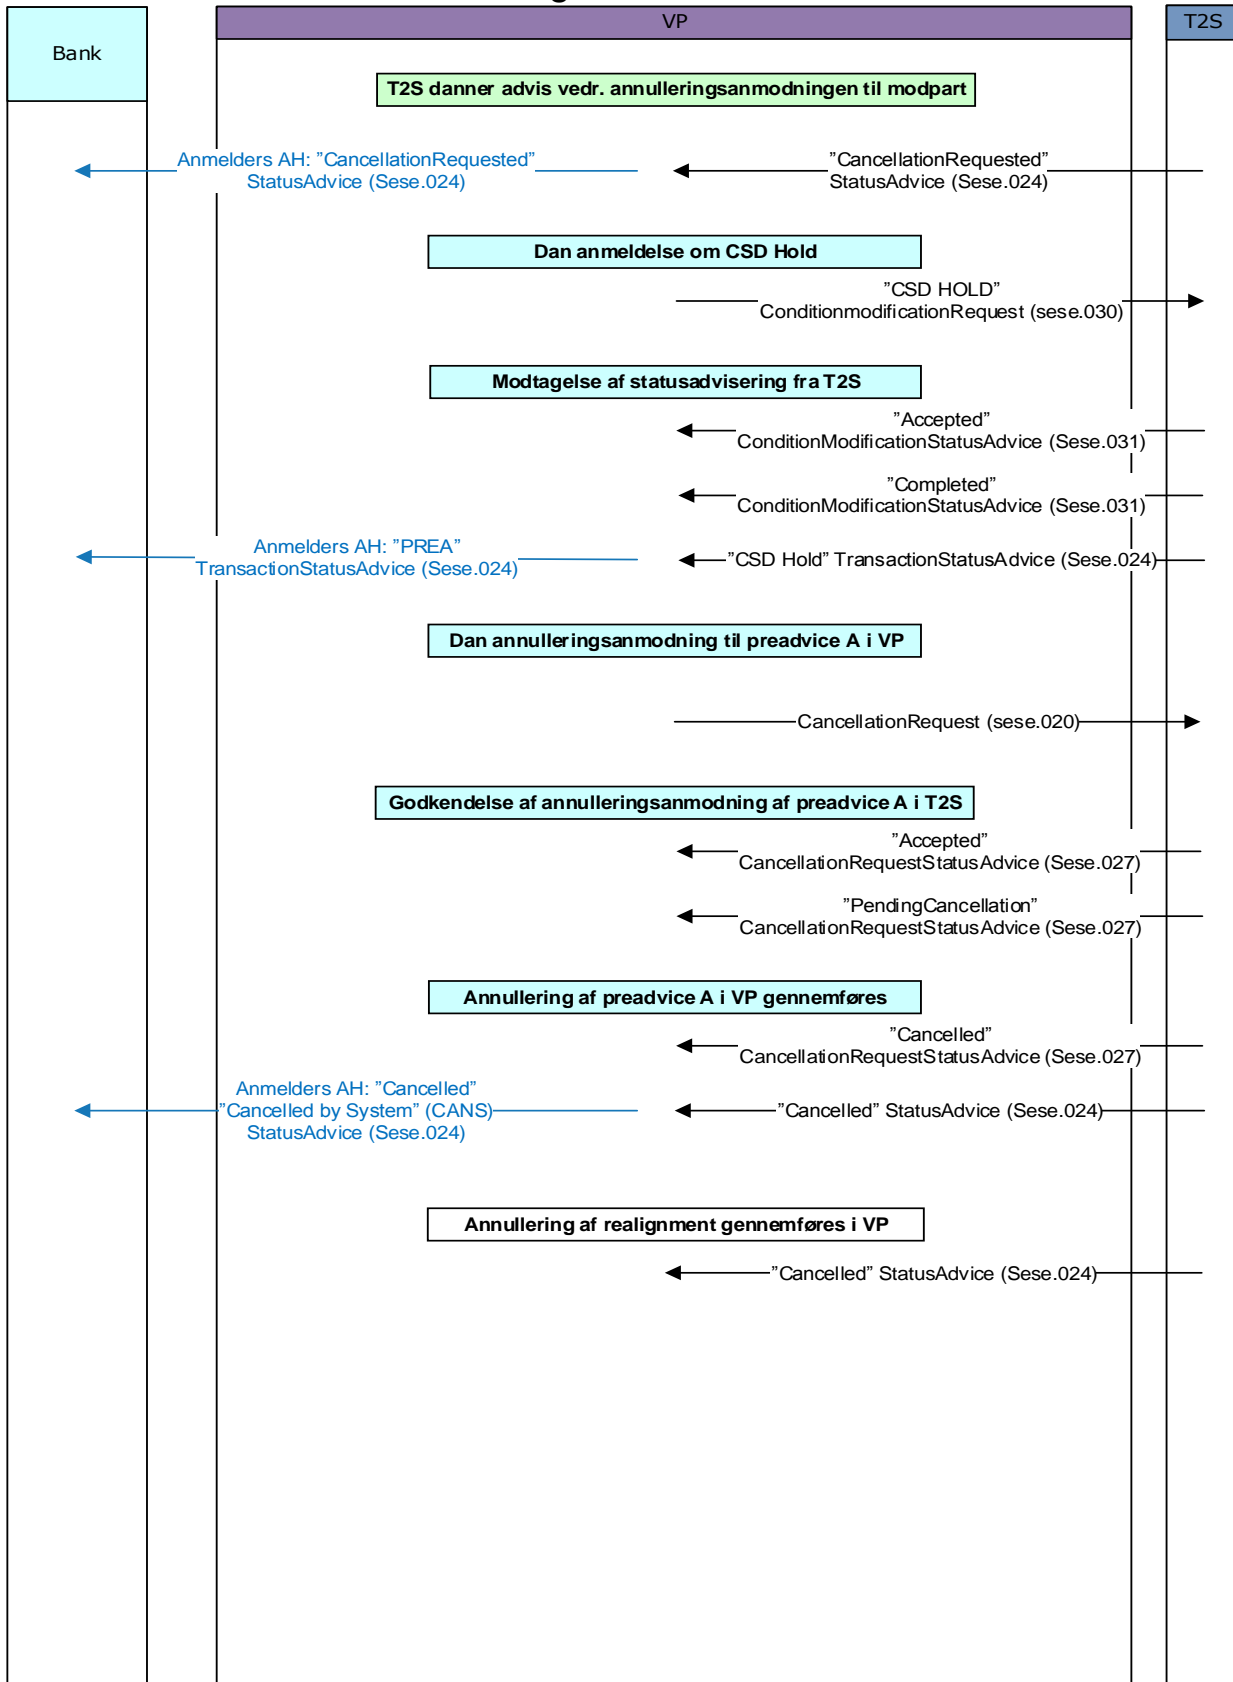 Bank
VP
T2S
T2S danner advis vedr. annulleringsanmodningen til modpart
Anmelders AH: ”CancellationRequested”
StatusAdvice (Sese.024)
”CancellationRequested”
StatusAdvice (Sese.024)
Dan anmeldelse om CSD Hold
”CSD HOLD”
ConditionmodificationRequest (sese.030)
Modtagelse af statusadvisering fra T2S
”Accepted”
ConditionModificationStatusAdvice (Sese.031)
”Completed”
ConditionModificationStatusAdvice (Sese.031)
Anmelders AH: ”PREA”
TransactionStatusAdvice (Sese.024)
”CSD Hold” TransactionStatusAdvice (Sese.024)
Dan annulleringsanmodning til preadvice A i VP
CancellationRequest (sese.020)
Godkendelse af annulleringsanmodning af preadvice A i T2S
”Accepted”
CancellationRequestStatusAdvice (Sese.027)
”PendingCancellation”
CancellationRequestStatusAdvice (Sese.027)
Annullering af preadvice A i VP gennemføres
”Cancelled”
CancellationRequestStatusAdvice (Sese.027)
Anmelders AH: ”Cancelled”
”Cancelled by System” (CANS)
StatusAdvice (Sese.024)
”Cancelled” StatusAdvice (Sese.024)
Annullering af realignment gennemføres i VP
”Cancelled” StatusAdvice (Sese.024)